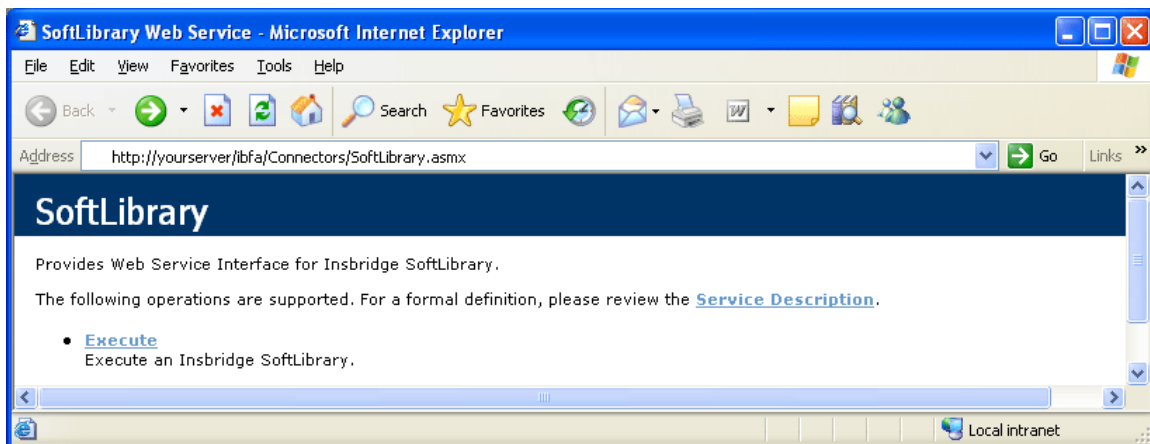 SoftLibrary Web Service - Microsoft Internet Explorer
File Edit View Favorites Tools Help
Back Search Favorites
Address http://yourserver/ibfa/Connectors/SoftLibrary.asmx Go Links »
SoftLibrary
Provides Web Service Interface for Insbridge SoftLibrary.
The following operations are supported. For a formal definition, please review the Service Description.
• Execute
Execute an Insbridge SoftLibrary.
Local intranet